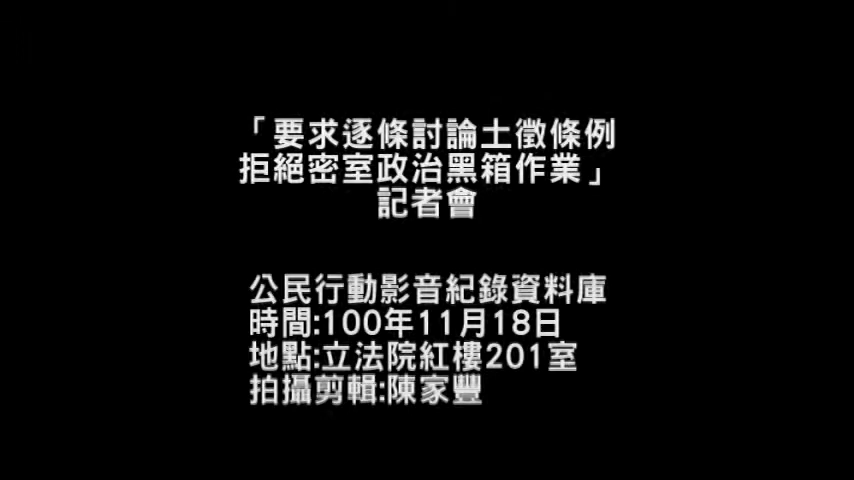 「要求逐條討論土徵條例
拒絕密室政治黑箱作業」
記者會
公民行動影音紀錄資料庫
時間:100年11月18日
地點:立法院紅樓201室
拍攝剪輯:陳家豐